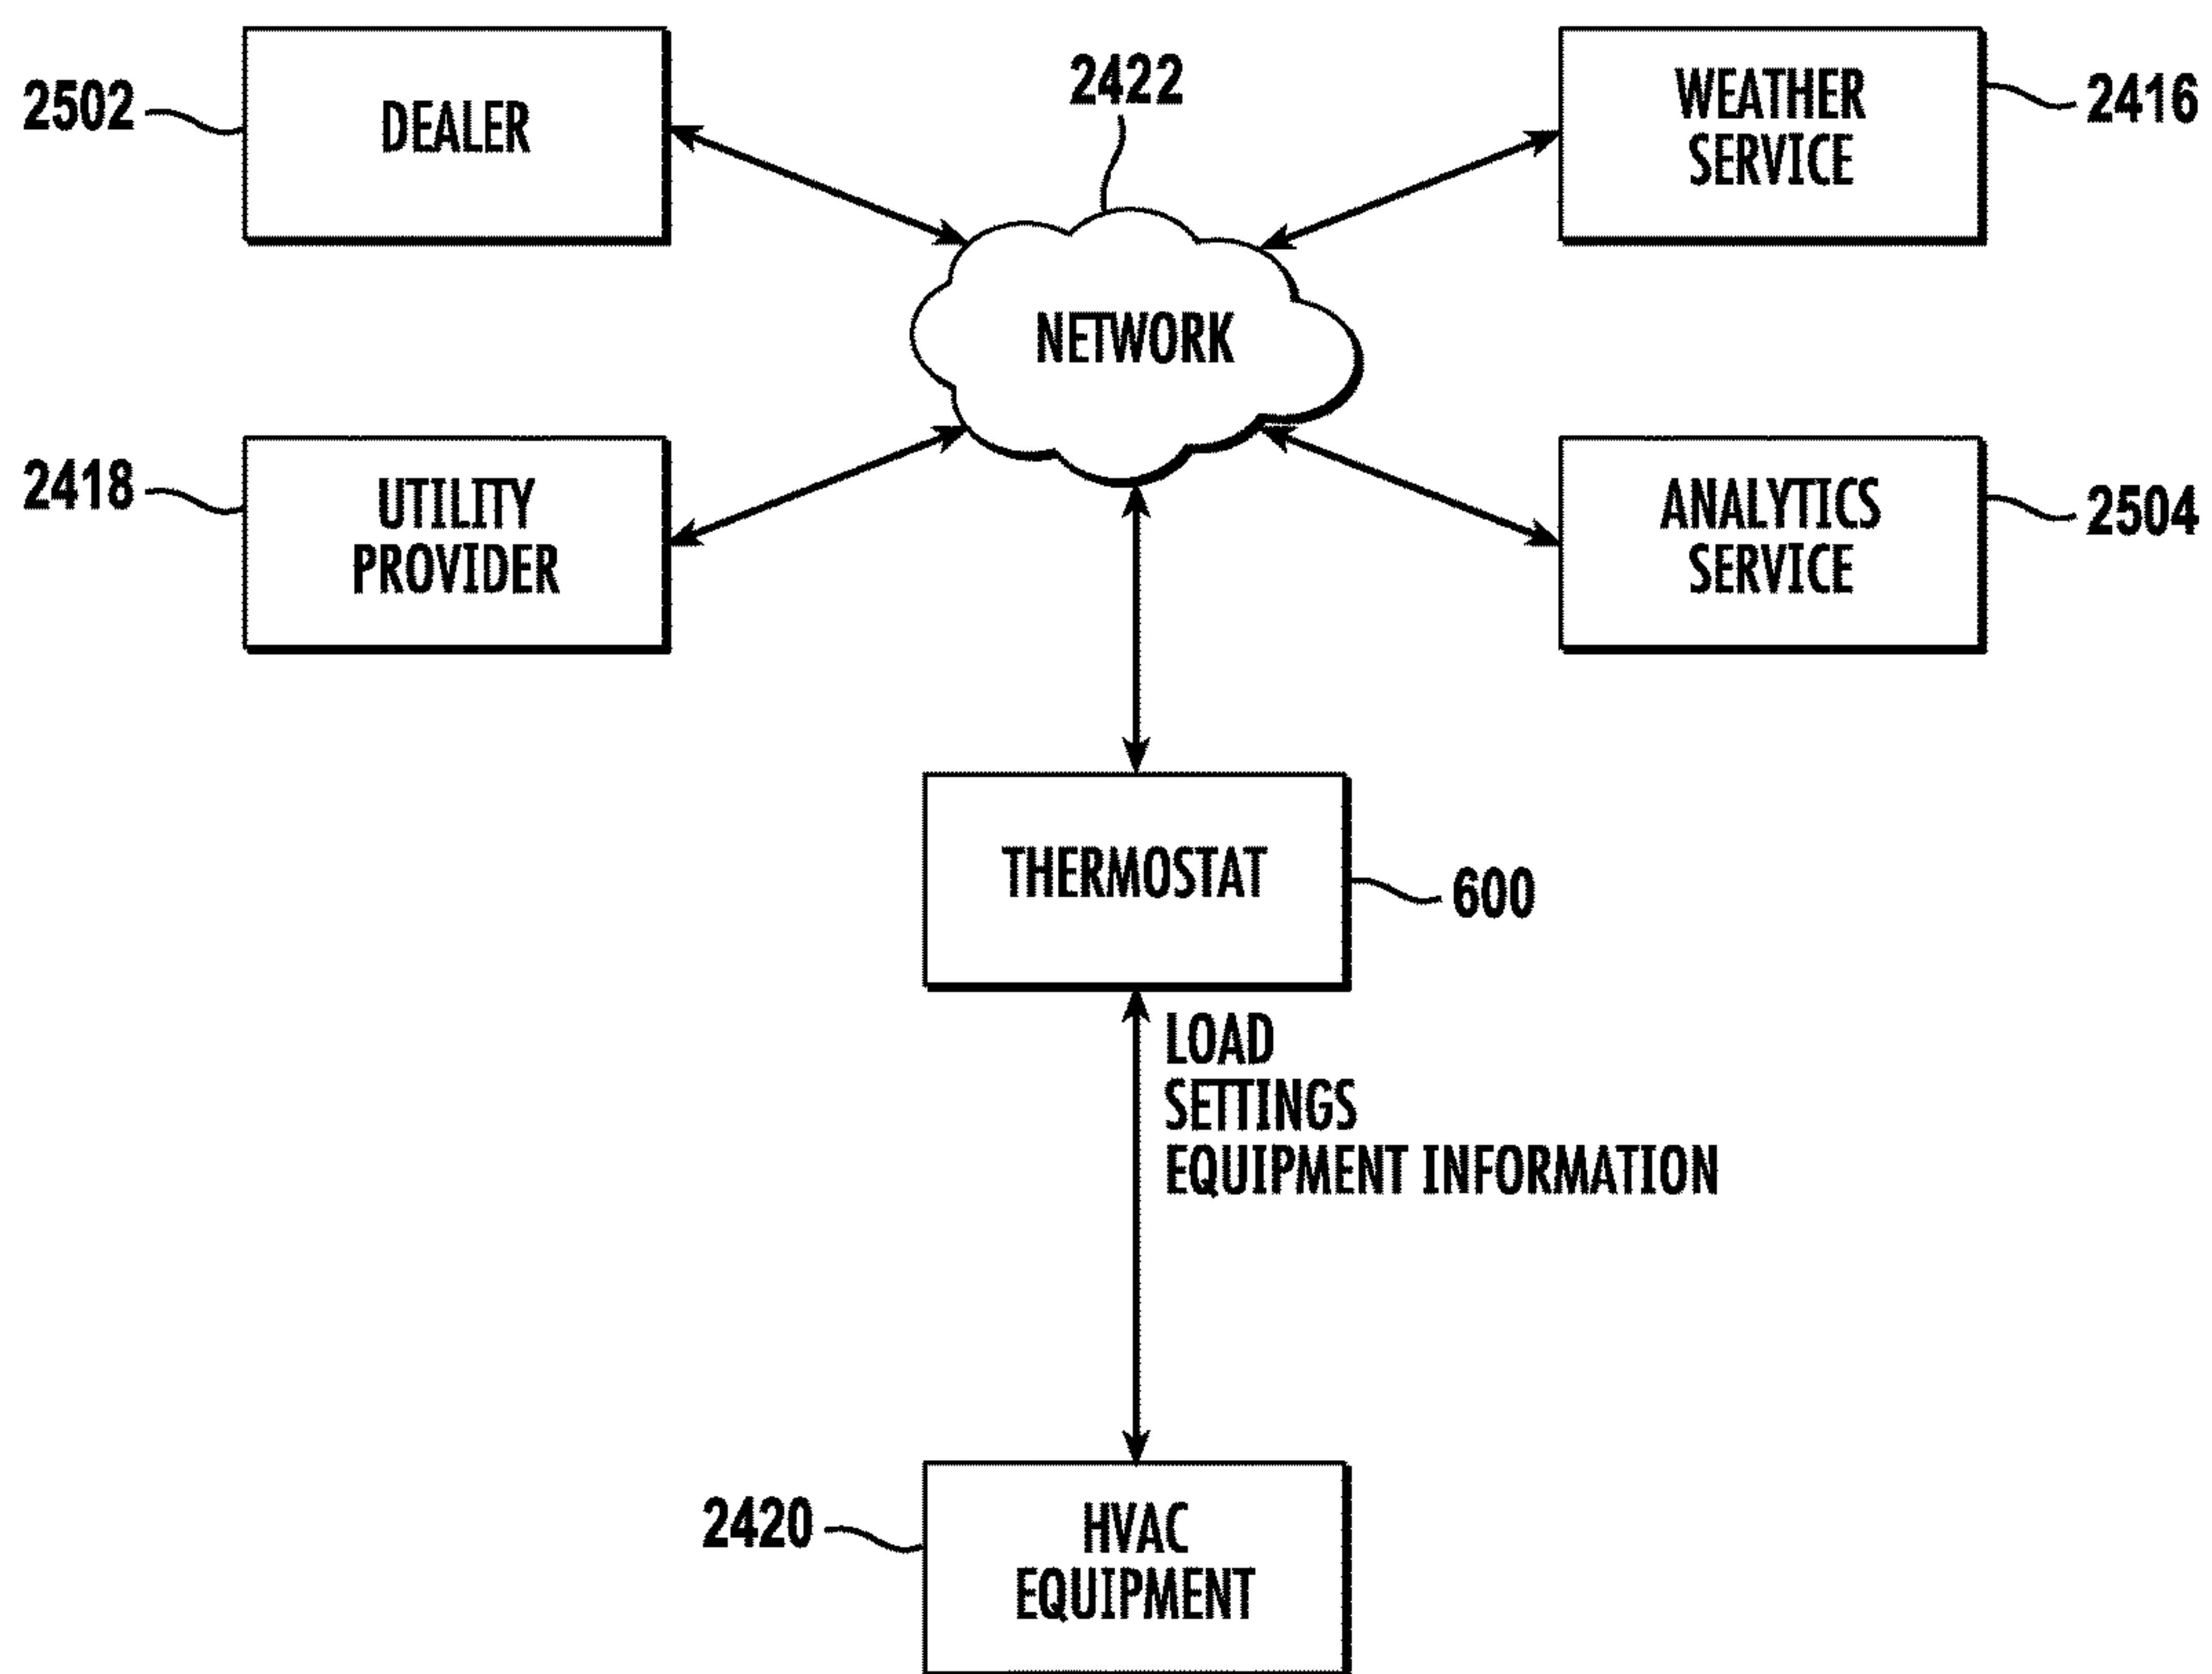 2502
DEALER
2422
WEATHER
SERVICE
2416
NETWORK
2418
UTILITY
PROVIDER
ANALYTICS
SERVICE
2504
THERMOSTAT
600
LOAD
SETTINGS
EQUIPMENT INFORMATION
2420
HVAC
EQUIPMENT